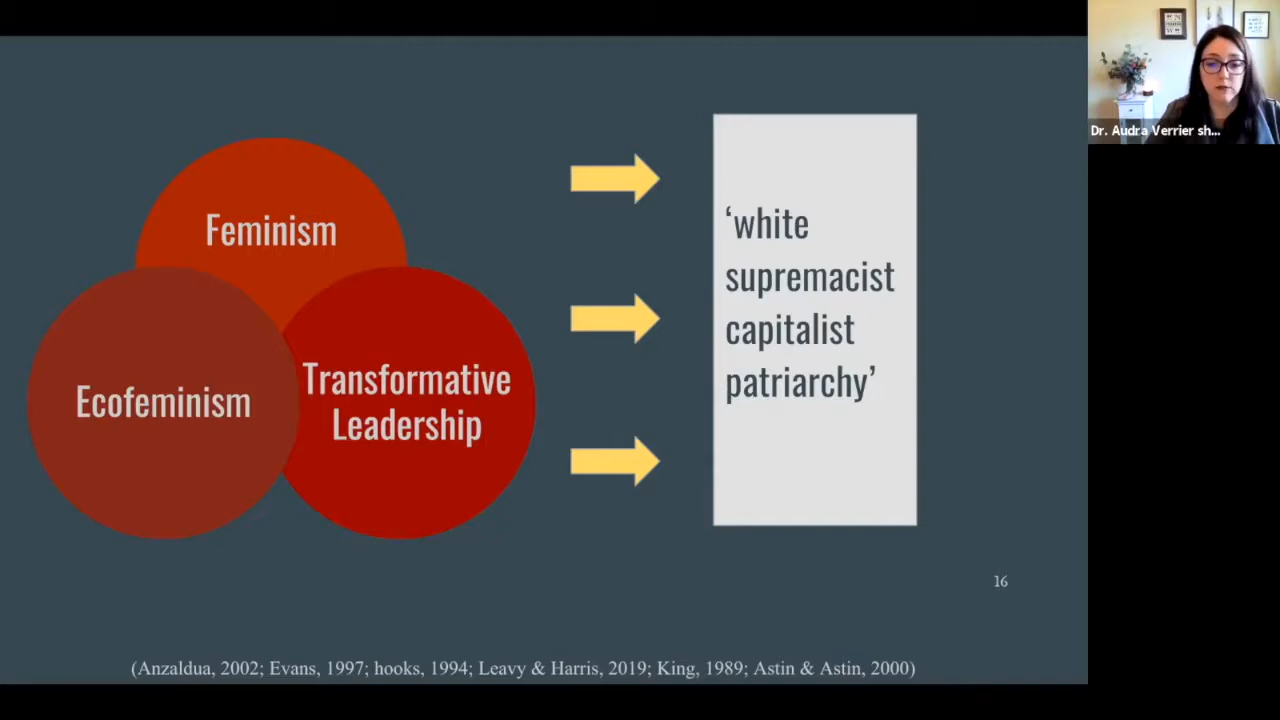 Feminism
Ecofeminism
Transformative
Leadership
‘white
supremacist
capitalist
patriarchy’
16
(Anzaldua, 2002; Evans, 1997; hooks, 1994; Leavy & Harris, 2019; King, 1989; Astin & Astin, 2000)
Dr. Audra Verrier sh...